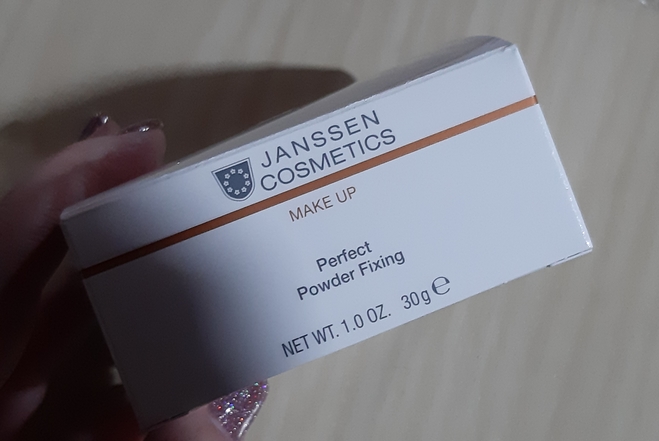 JANSSEN
COSMETICS
MAKE UP
Perfect
Powder Fixing
NET WT. 1.0 OZ. 30g ℮